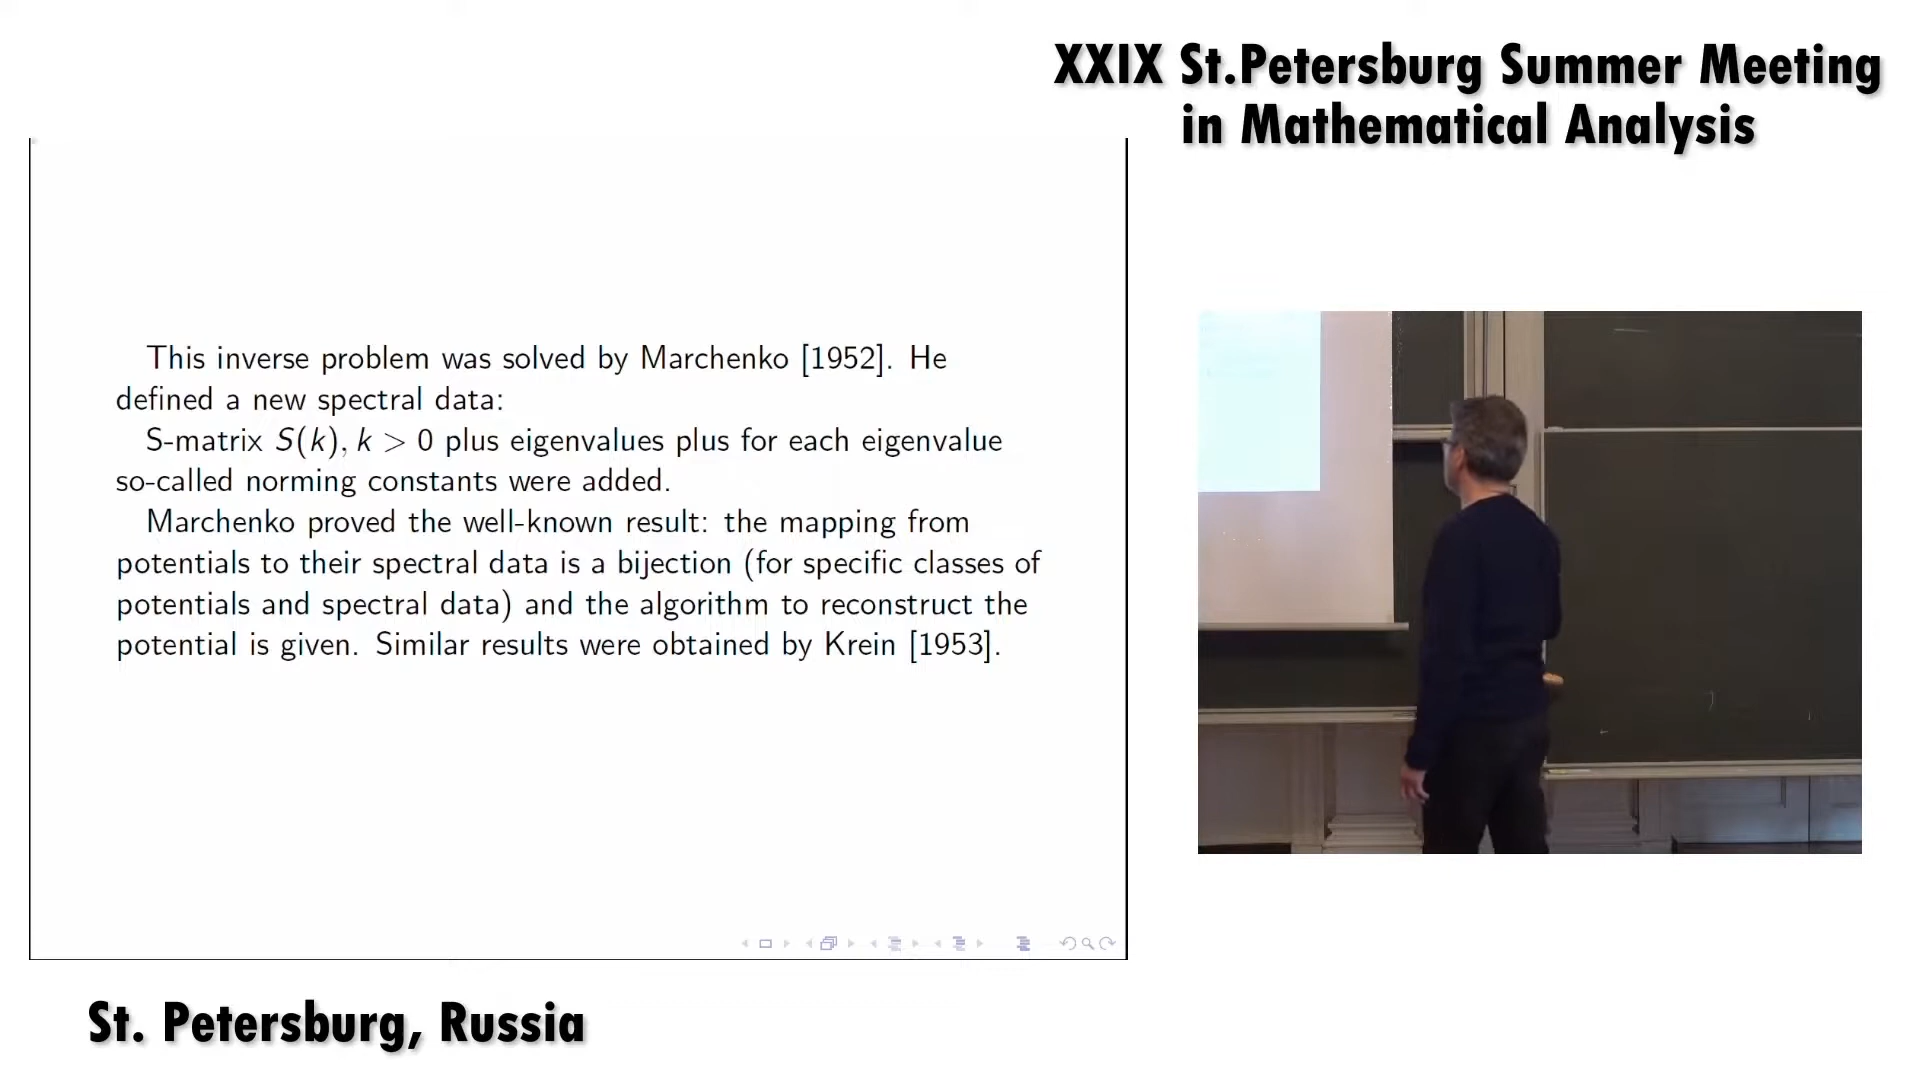 XXIX St.Petersburg Summer Meeting
in Mathematical Analysis
This inverse problem was solved by Marchenko [1952]. He
defined a new spectral data:
S-matrix S(k), k > 0 plus eigenvalues plus for each eigenvalue
so-called norming constants were added.
Marchenko proved the well-known result: the mapping from
potentials to their spectral data is a bijection (for specific classes of
potentials and spectral data) and the algorithm to reconstruct the
potential is given. Similar results were obtained by Krein [1953].
St. Petersburg, Russia